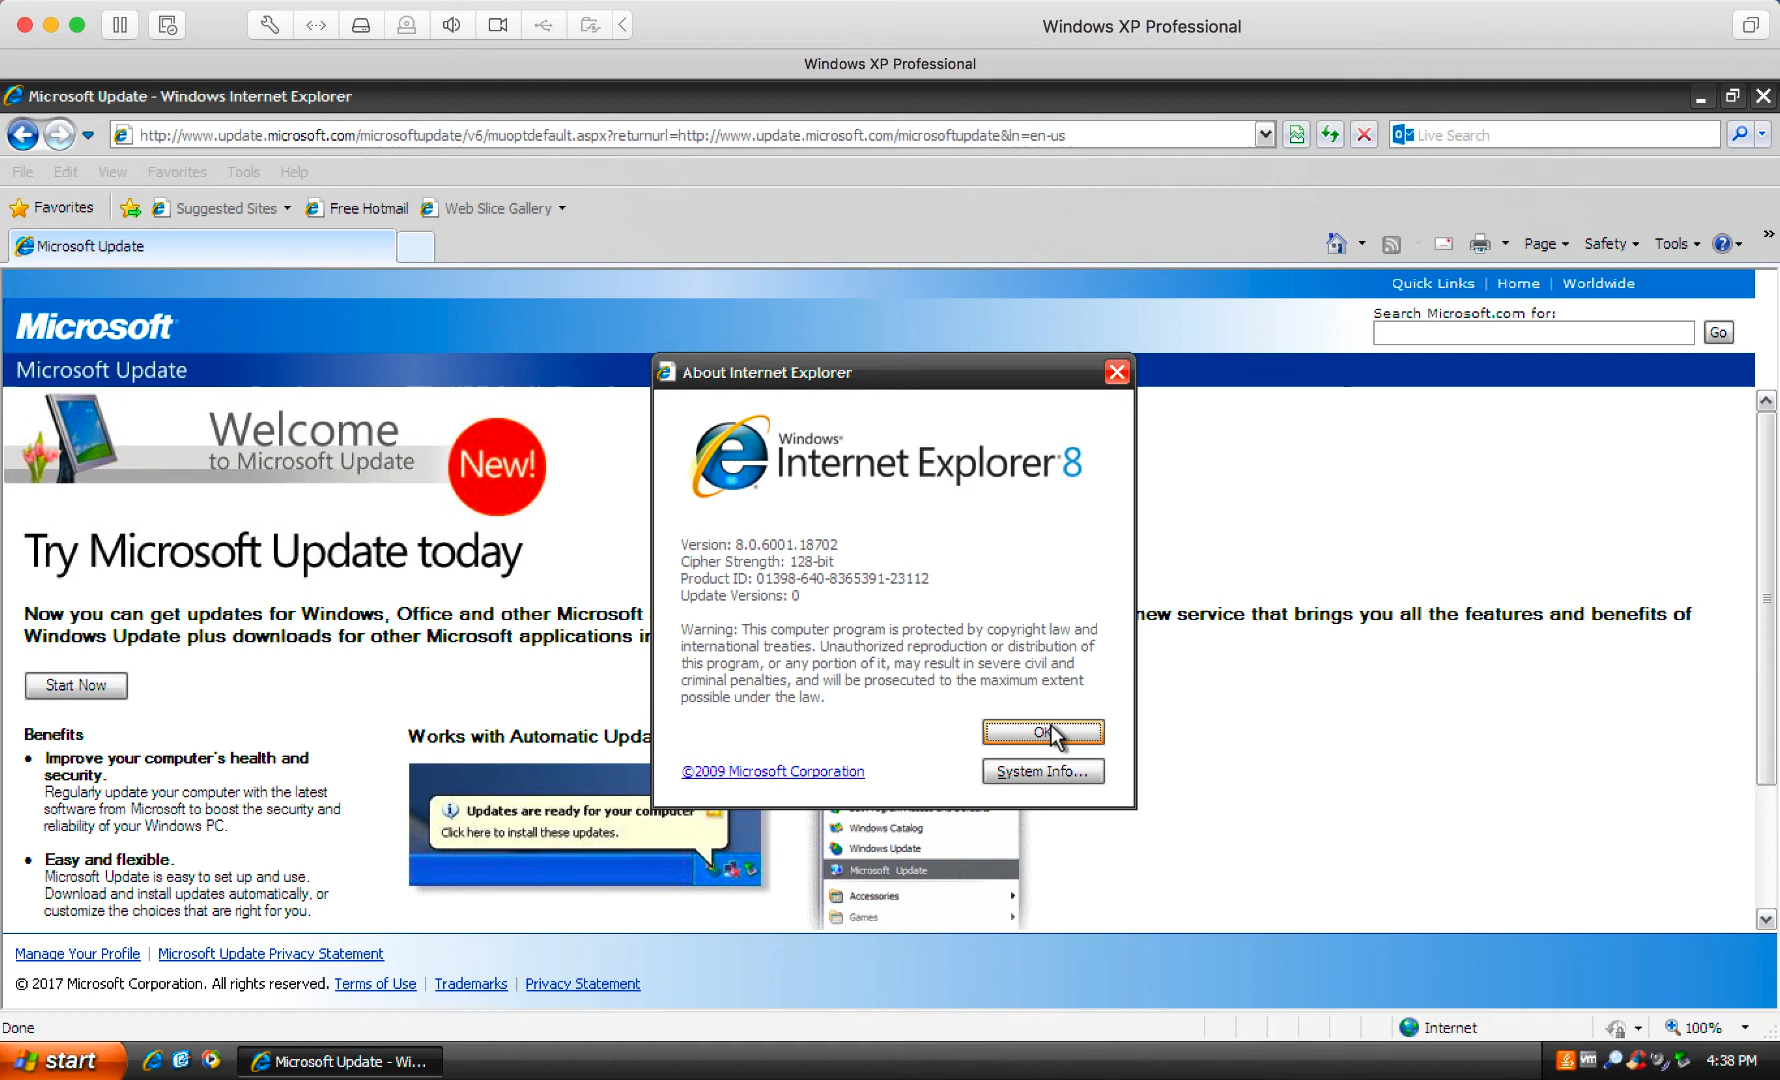 Windows XP Professional
Windows XP Professional
Microsoft Update - Windows Internet Explorer
http://www.update.microsoft.com/microsoftupdate/v6/muoptdefault.aspx?returnurl=http://www.update.microsoft.com/microsoftupdate&ln=en-us
Live Search
File Edit View Favorites Tools Help
Favorites Suggested Sites Free Hotmail Web Slice Gallery
Microsoft Update
Page Safety Tools
Quick Links | Home | Worldwide
Microsoft
Search Microsoft.com for:
Go
Microsoft Update
Welcome
to Microsoft Update
New!
Try Microsoft Update today
Now you can get updates for Windows, Office and other Microsoft
new service that brings you all the features and benefits of
Windows Update plus downloads for other Microsoft applications
Start Now
Benefits
Improve your computer's health and
security.
Regularly update your computer with the latest
software from Microsoft to boost the security and
reliability of your Windows PC.
Easy and flexible.
Microsoft Update is easy to set up and use.
Download and install updates automatically, or
customize the choices that are right for you.
Works with Automatic Upda
Updates are ready for your computer
Click here to install these updates.
Windows Catalog
Windows Update
Microsoft Update
Accessories
Games
About Internet Explorer
Windows®
Internet Explorer® 8
Version: 8.0.6001.18702
Cipher Strength: 128-bit
Product ID: 01398-640-8365391-23112
Update Versions: 0
Warning: This computer program is protected by copyright law and
international treaties. Unauthorized reproduction or distribution of
this program, or any portion of it, may result in severe civil and
criminal penalties, and will be prosecuted to the maximum extent
possible under the law.
OK
©2009 Microsoft Corporation
System Info...
Manage Your Profile | Microsoft Update Privacy Statement
© 2017 Microsoft Corporation. All rights reserved. Terms of Use | Trademarks | Privacy Statement
Done
Internet
100%
start
Microsoft Update - Wi...
vm
4:38 PM